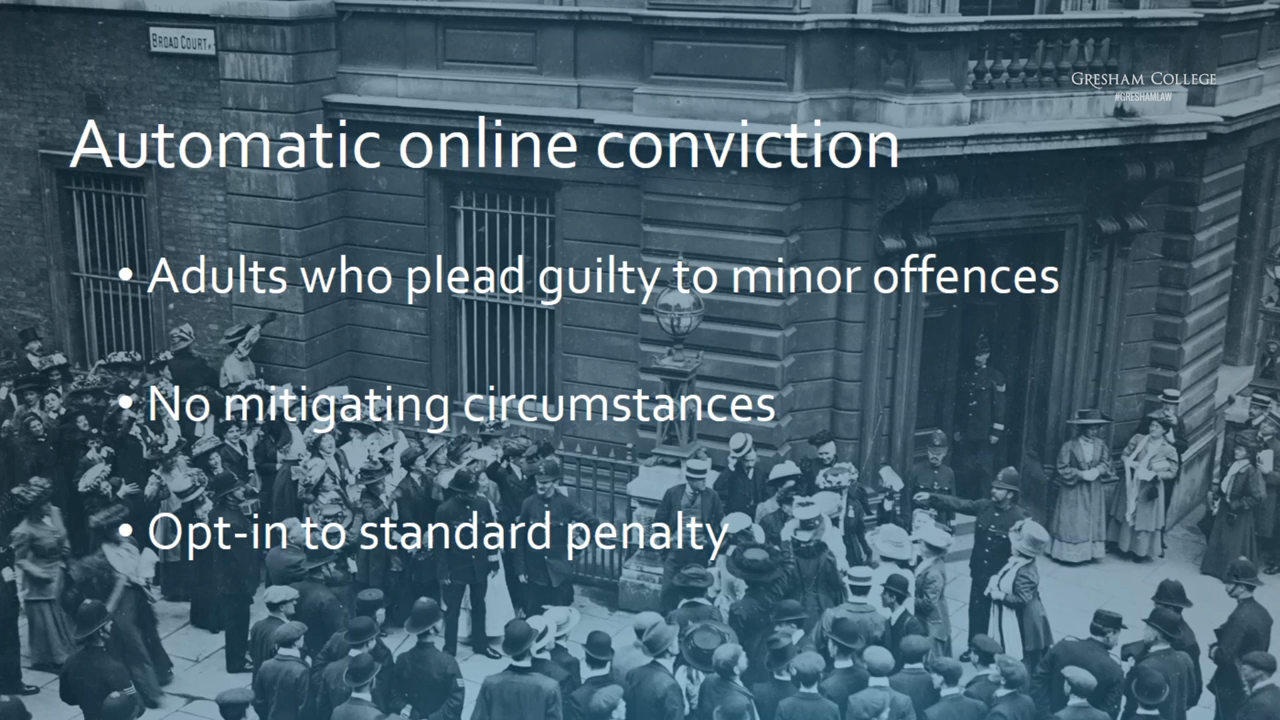 BROAD COURT
GRESHAM COLLEGE
#GRESHAMLAW
Automatic online conviction
• Adults who plead guilty to minor offences
• No mitigating circumstances
• Opt-in to standard penalty